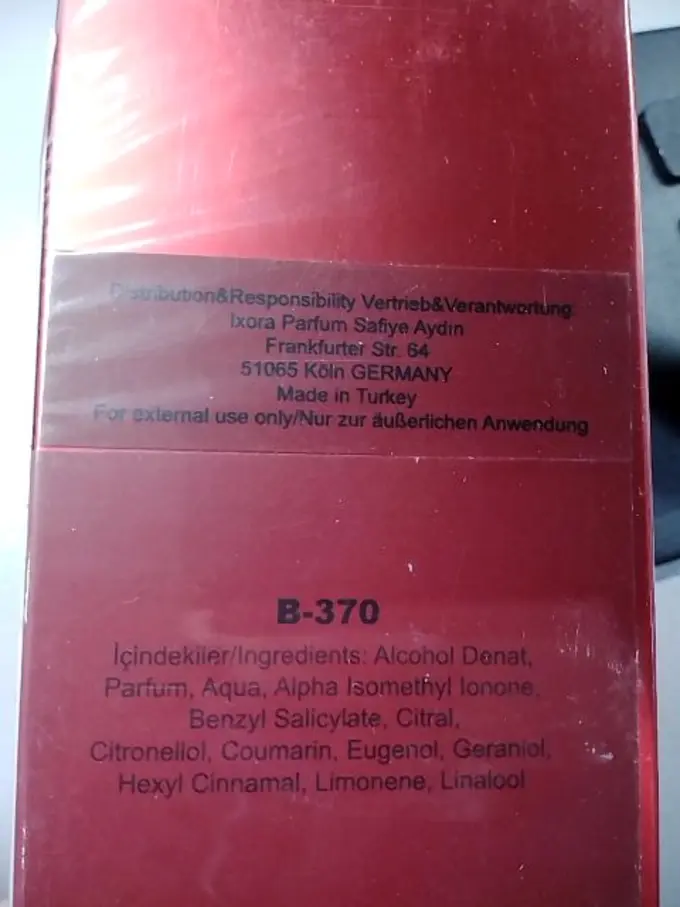 Distribution&Responsibility Vertrieb&Verantwortung:
Ixora Parfum Safiye Aydın
Frankfurter Str. 64
51065 Köln GERMANY
Made in Turkey
For external use only/Nur zur äußerlichen Anwendung
B-370
İçindekiler/Ingredients: Alcohol Denat,
Parfum, Aqua, Alpha Isomethyl Ionone,
Benzyl Salicylate, Citral,
Citronellol, Coumarin, Eugenol, Geraniol,
Hexyl Cinnamal, Limonene, Linalool